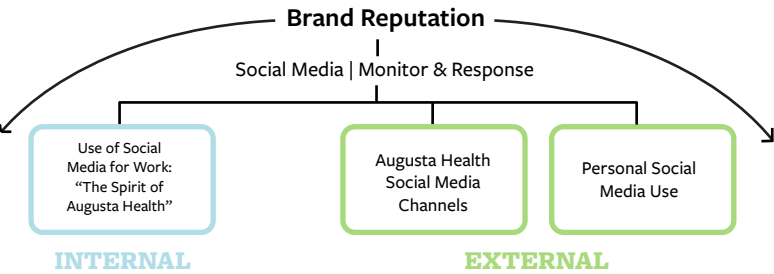 Brand Reputation
Social Media | Monitor & Response
Use of Social
Media for Work:
“The Spirit of
Augusta Health”
Augusta Health
Social Media
Channels
Personal Social
Media Use
INTERNAL
EXTERNAL